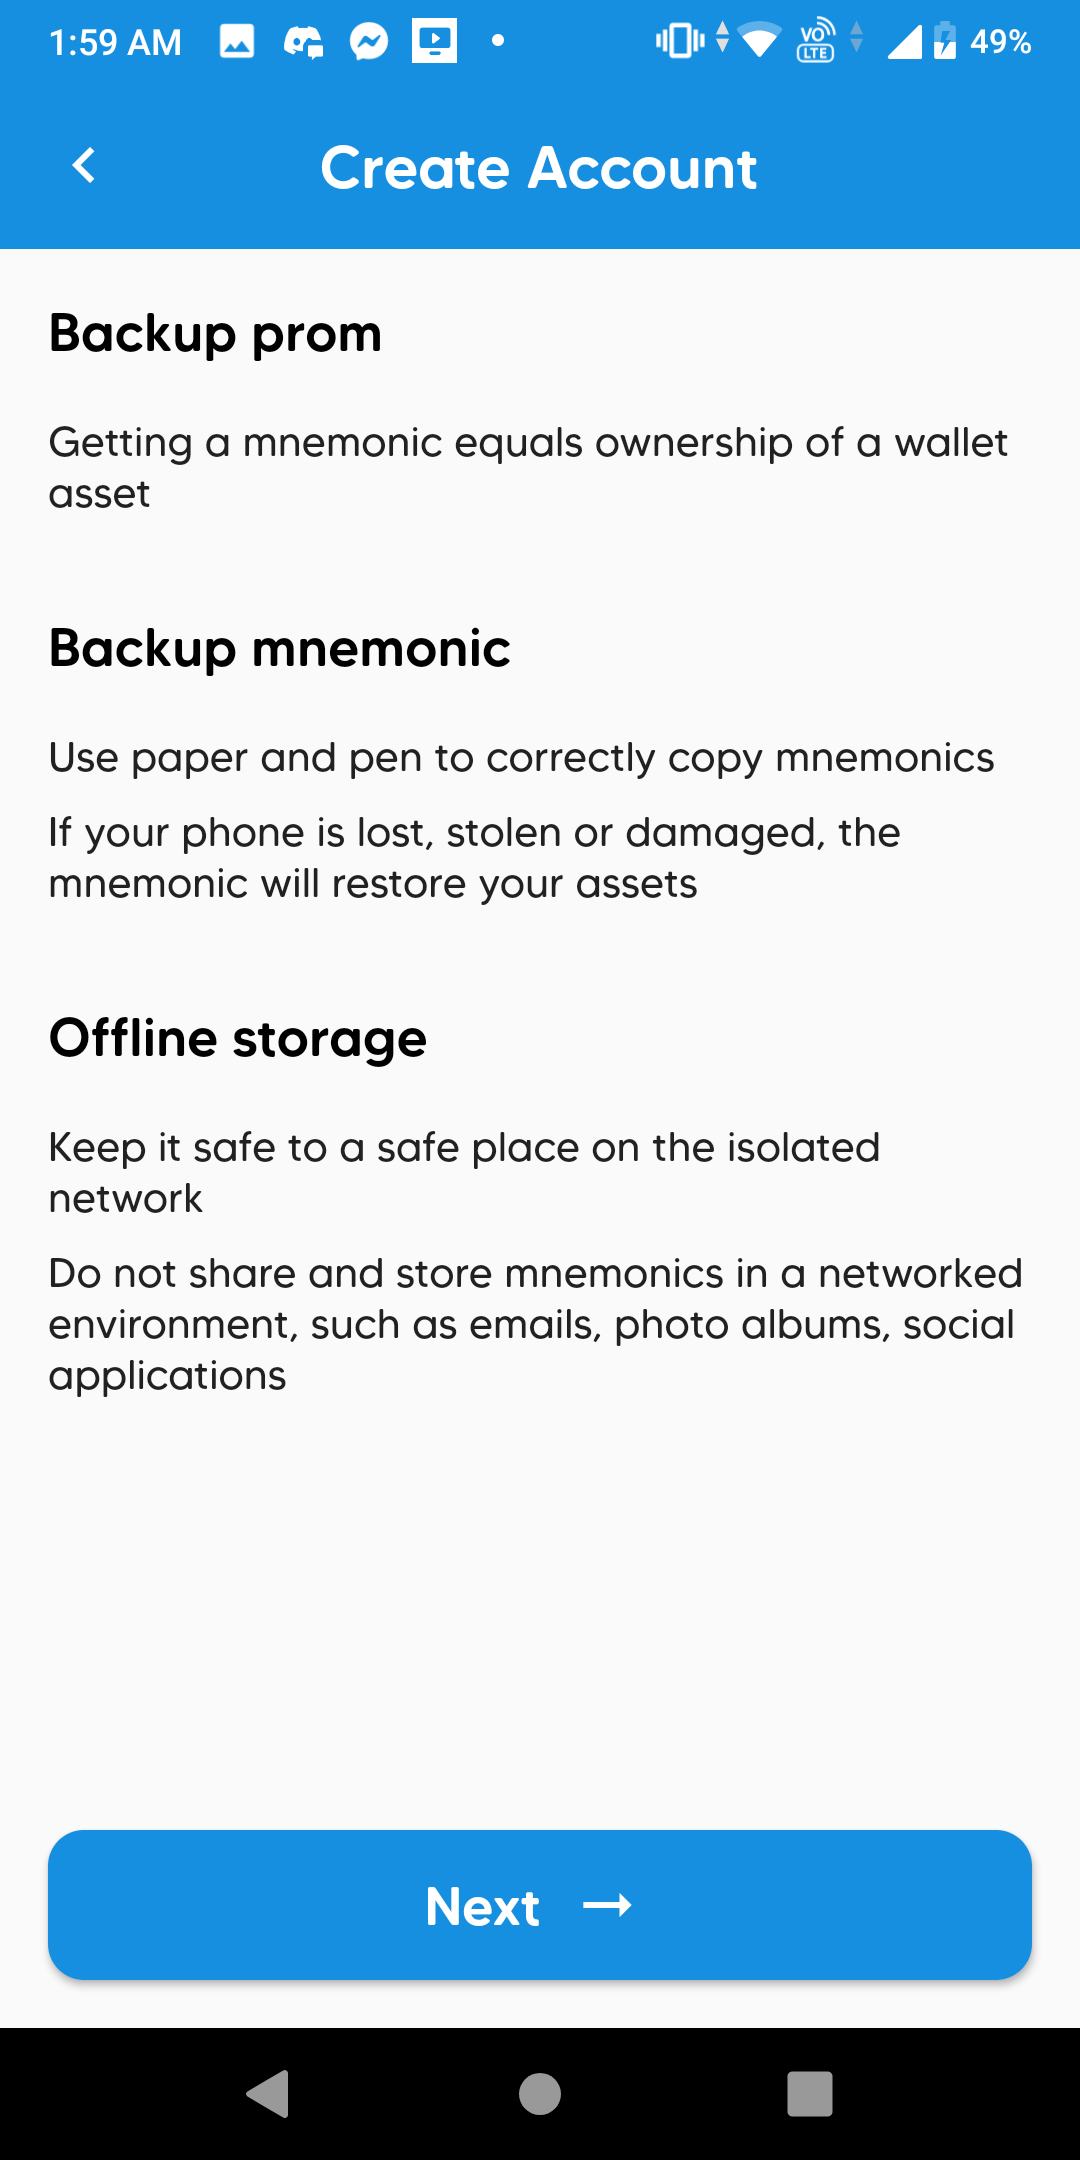 1:59 AM
VO
LTE
49%
Create Account
Backup prom
Getting a mnemonic equals ownership of a wallet
asset
Backup mnemonic
Use paper and pen to correctly copy mnemonics
If your phone is lost, stolen or damaged, the
mnemonic will restore your assets
Offline storage
Keep it safe to a safe place on the isolated
network
Do not share and store mnemonics in a networked
environment, such as emails, photo albums, social
applications
Next